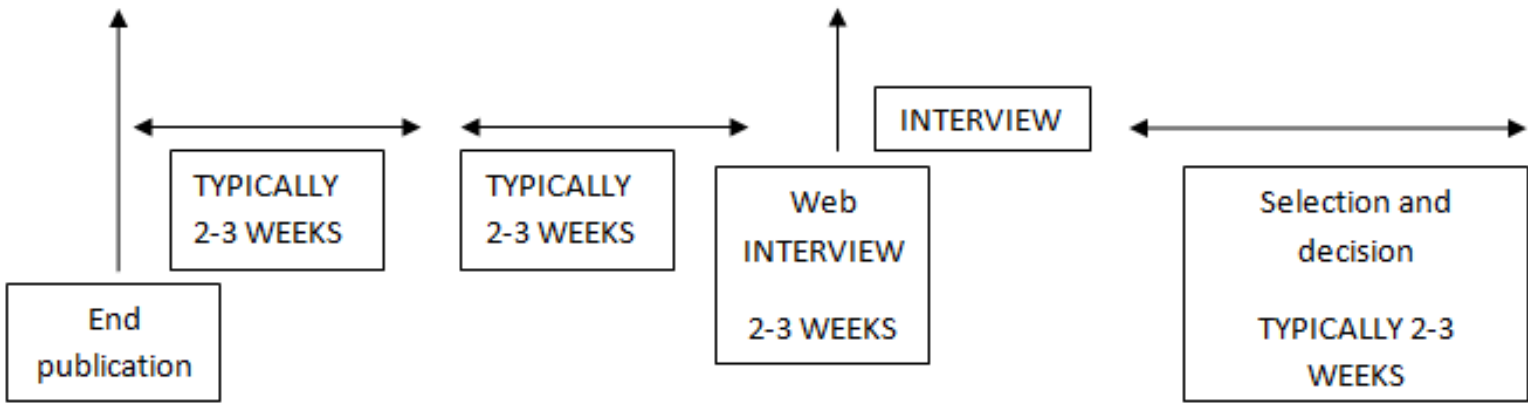 End
publication
TYPICALLY
2-3 WEEKS
TYPICALLY
2-3 WEEKS
Web
INTERVIEW
2-3 WEEKS
INTERVIEW
Selection and
decision
TYPICALLY 2-3
WEEKS